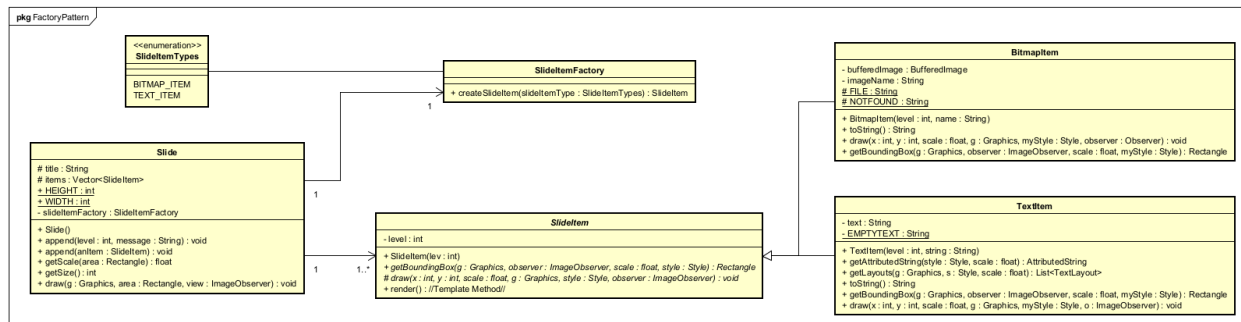 pkg FactoryPattern
<<enumeration>>
SlideItemTypes
BITMAP_ITEM
TEXT_ITEM
SlideItemFactory
+ createSlideItem(slideItemType : SlideItemTypes) : SlideItem
1
1
Slide
# title : String
# items : Vector<SlideItem>
+ HEIGHT : int
+ WIDTH : int
- slideItemFactory : SlideItemFactory
+ Slide()
+ append(level : int, message : String) : void
+ append(anItem : SlideItem) : void
+ getScale(area : Rectangle) : float
+ getSize() : int
+ draw(g : Graphics, area : Rectangle, view : ImageObserver) : void
1
1..*
SlideItem
- level : int
+ SlideItem(lev : int)
+ getBoundingBox(g : Graphics, observer : ImageObserver, scale : float, style : Style) : Rectangle
# draw(x : int, y : int, scale : float, g : Graphics, style : Style, observer : ImageObserver) : void
+ render() : //Template Method//
BitmapItem
- bufferedImage : BufferedImage
- imageName : String
# FILE : String
# NOTFOUND : String
+ BitmapItem(level : int, name : String)
+ toString() : String
+ draw(x : int, y : int, scale : float, g : Graphics, myStyle : Style, observer : Observer) : void
+ getBoundingBox(g : Graphics, observer : ImageObserver, scale : float, myStyle : Style) : Rectangle
TextItem
- text : String
- EMPTYTEXT : String
+ TextItem(level : int, string : String)
+ getAttributedString(style : Style, scale : float) : AttributedString
+ getLayouts(g : Graphics, s : Style, scale : float) : List<TextLayout>
+ toString() : String
+ getBoundingBox(g : Graphics, observer : ImageObserver, scale : float, myStyle : Style) : Rectangle
+ draw(x : int, y : int, scale : float, g : Graphics, myStyle : Style, o : ImageObserver) : void